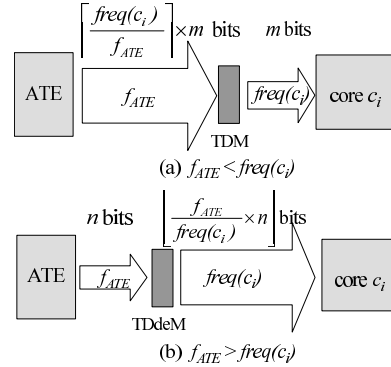 ⌈freq(c_i)/f_ATE⌉×m bits
m bits
ATE
f_ATE
freq(c_i)
core c_i
TDM
(a) f_ATE < freq(c_i)
n bits
⌊f_ATE/freq(c_i) ×n⌋ bits
ATE
f_ATE
freq(c_i)
core c_i
TDdeM
(b) f_ATE > freq(c_i)